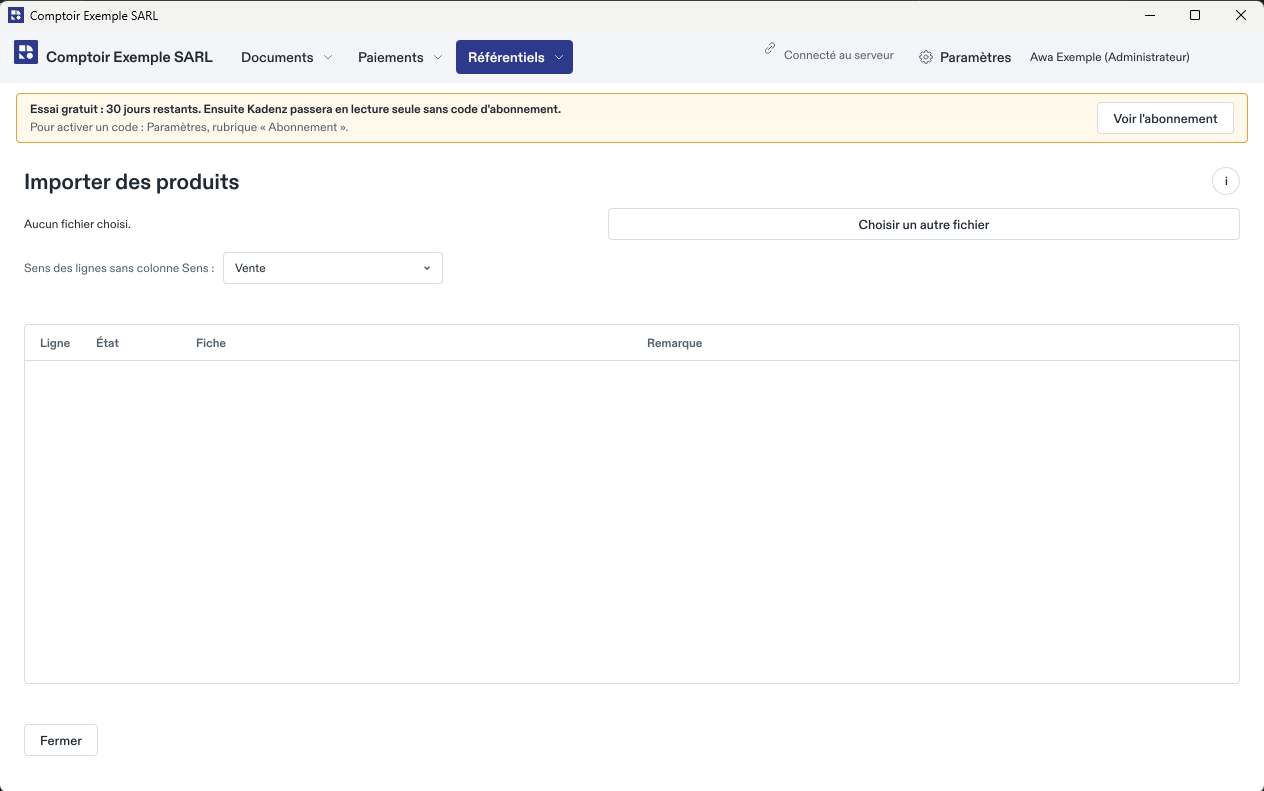 Comptoir Exemple SARL
Comptoir Exemple SARL Documents Paiements Référentiels Connecté au serveur Paramètres Awa Exemple (Administrateur)
Essai gratuit : 30 jours restants. Ensuite Kadenz passera en lecture seule sans code d'abonnement.
Pour activer un code : Paramètres, rubrique « Abonnement ».
Voir l'abonnement
Importer des produits
i
Aucun fichier choisi.
Choisir un autre fichier
Sens des lignes sans colonne Sens : Vente
Ligne État Fiche Remarque
Fermer